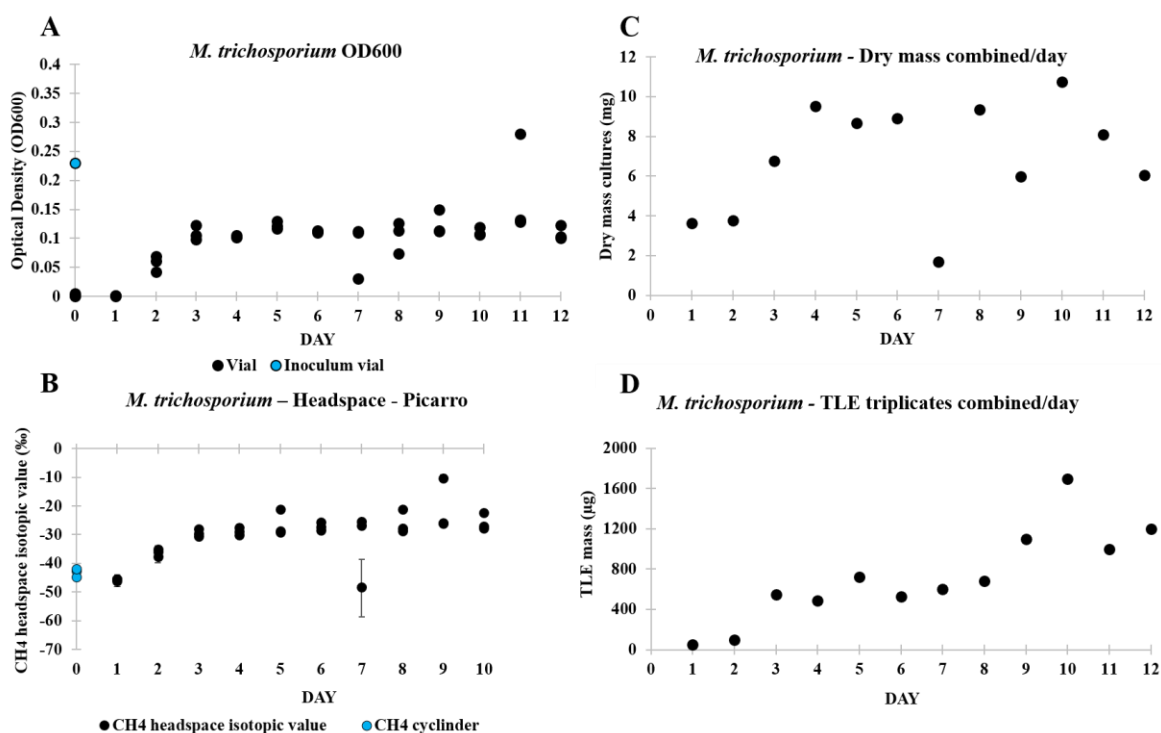 A
M. trichosporium OD600
Optical Density (OD600)
0.4
0.35
0.3
0.25
0.2
0.15
0.1
0.05
0
0 1 2 3 4 5 6 7 8 9 10 11 12
DAY
Vial Inoculum vial
B
M. trichosporium – Headspace - Picarro
CH4 headspace isotopic value (‰)
0
-10
-20
-30
-40
-50
-60
-70
0 1 2 3 4 5 6 7 8 9 10
DAY
CH4 headspace isotopic value CH4 cyclinder
C
M. trichosporium - Dry mass combined/day
Dry mass cultures (mg)
12
10
8
6
4
2
0
0 1 2 3 4 5 6 7 8 9 10 11 12
DAY
D
M. trichosporium - TLE triplicates combined/day
TLE mass (µg)
2000
1600
1200
800
400
0
0 1 2 3 4 5 6 7 8 9 10 11 12
DAY